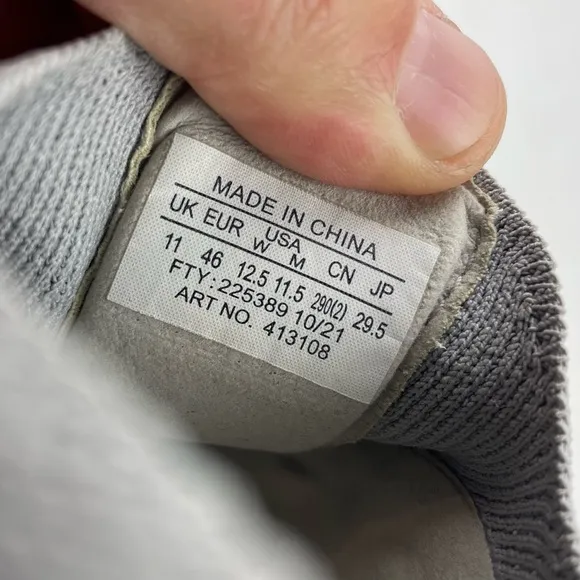 MADE IN CHINA
UK EUR USA CN JP
W M
11 46 12.5 11.5 290(2) 29.5
FTY: 225389 10/21
ART NO. 413108